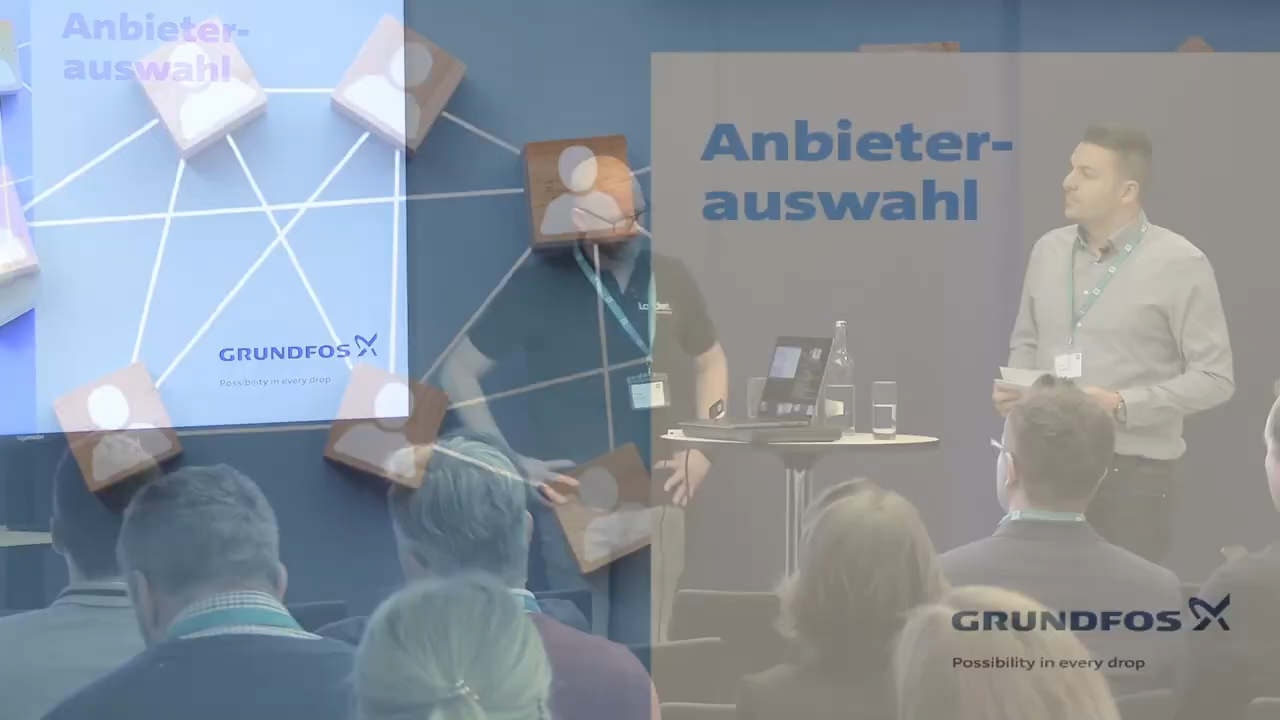 Anbieter-
auswahl
GRUNDFOS
Possibility in every drop
Anbieter-
auswahl
GRUNDFOS
Possibility in every drop